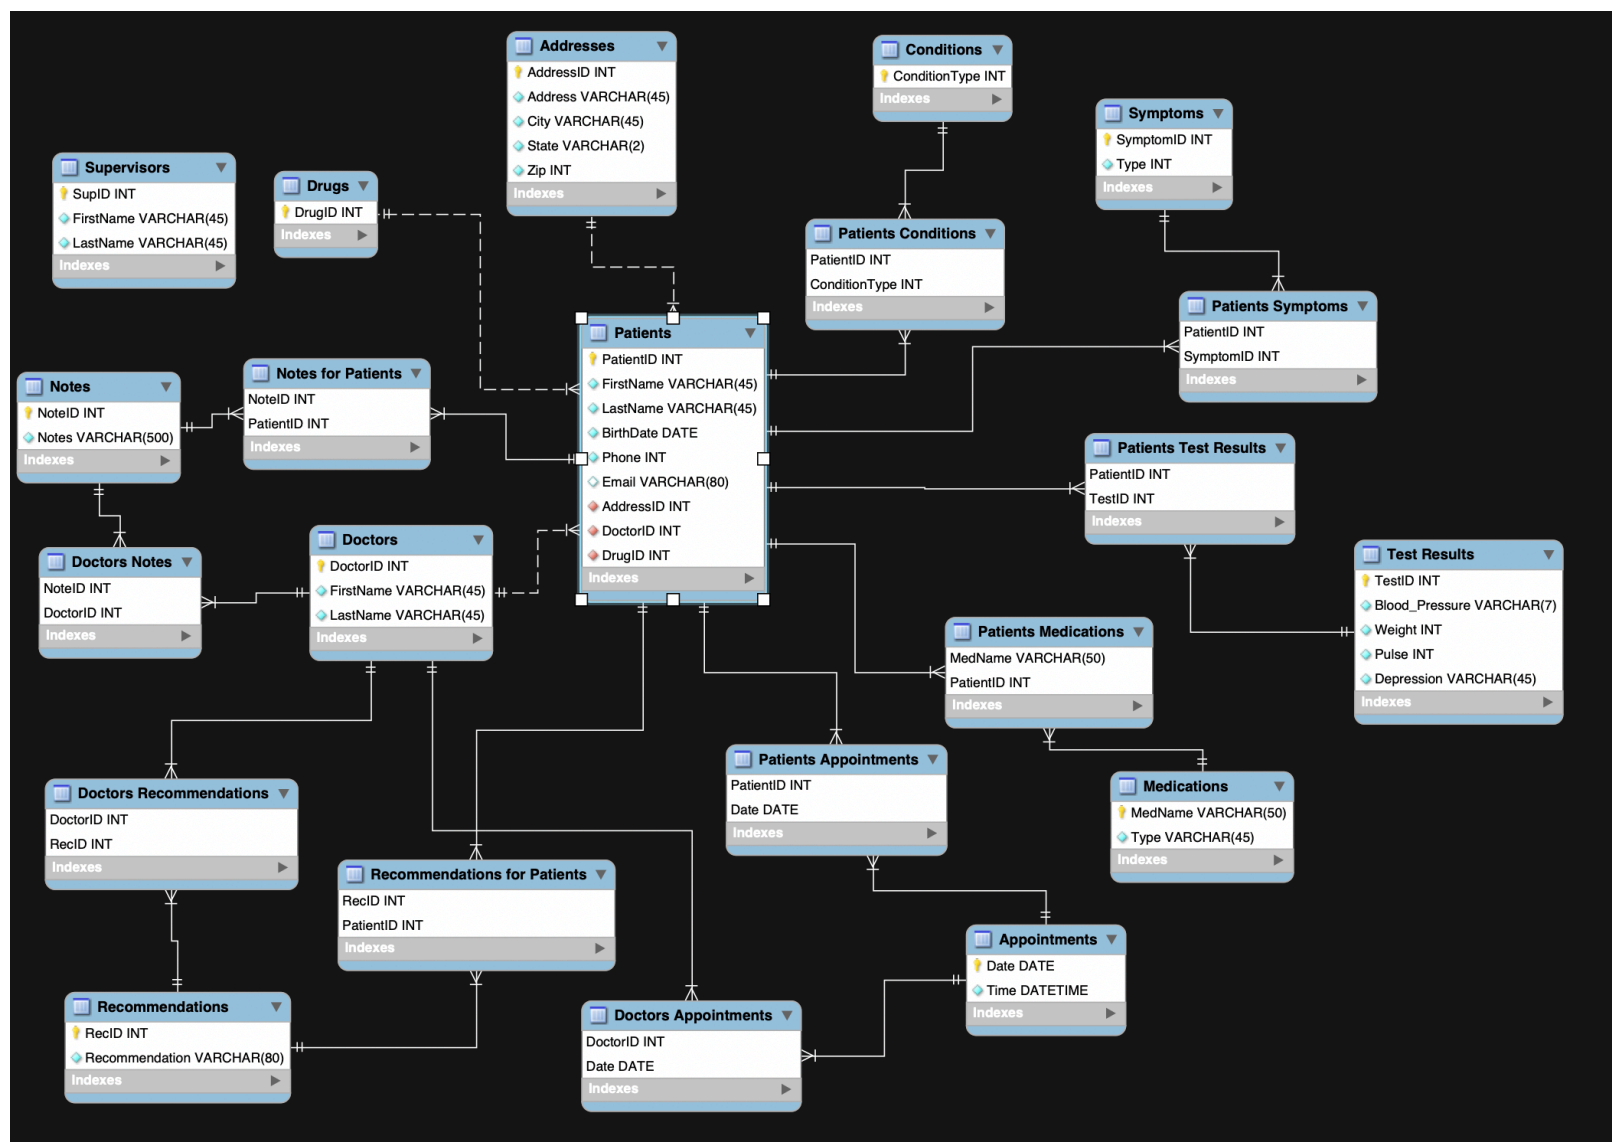 Addresses
AddressID INT
Address VARCHAR(45)
City VARCHAR(45)
State VARCHAR(2)
Zip INT
Indexes
Conditions
ConditionType INT
Indexes
Symptoms
SymptomID INT
Type INT
Indexes
Supervisors
SupID INT
FirstName VARCHAR(45)
LastName VARCHAR(45)
Indexes
Drugs
DrugID INT
Indexes
Patients Conditions
PatientID INT
ConditionType INT
Indexes
Patients Symptoms
PatientID INT
SymptomID INT
Indexes
Patients
PatientID INT
FirstName VARCHAR(45)
LastName VARCHAR(45)
BirthDate DATE
Phone INT
Email VARCHAR(80)
AddressID INT
DoctorID INT
DrugID INT
Indexes
Notes
NoteID INT
Notes VARCHAR(500)
Indexes
Notes for Patients
NoteID INT
PatientID INT
Indexes
Patients Test Results
PatientID INT
TestID INT
Indexes
Doctors Notes
NoteID INT
DoctorID INT
Indexes
Doctors
DoctorID INT
FirstName VARCHAR(45)
LastName VARCHAR(45)
Indexes
Test Results
TestID INT
Blood_Pressure VARCHAR(7)
Weight INT
Pulse INT
Depression VARCHAR(45)
Indexes
Patients Medications
MedName VARCHAR(50)
PatientID INT
Indexes
Patients Appointments
PatientID INT
Date DATE
Indexes
Medications
MedName VARCHAR(50)
Type VARCHAR(45)
Indexes
Doctors Recommendations
DoctorID INT
RecID INT
Indexes
Recommendations for Patients
RecID INT
PatientID INT
Indexes
Appointments
Date DATE
Time DATETIME
Indexes
Recommendations
RecID INT
Recommendation VARCHAR(80)
Indexes
Doctors Appointments
DoctorID INT
Date DATE
Indexes